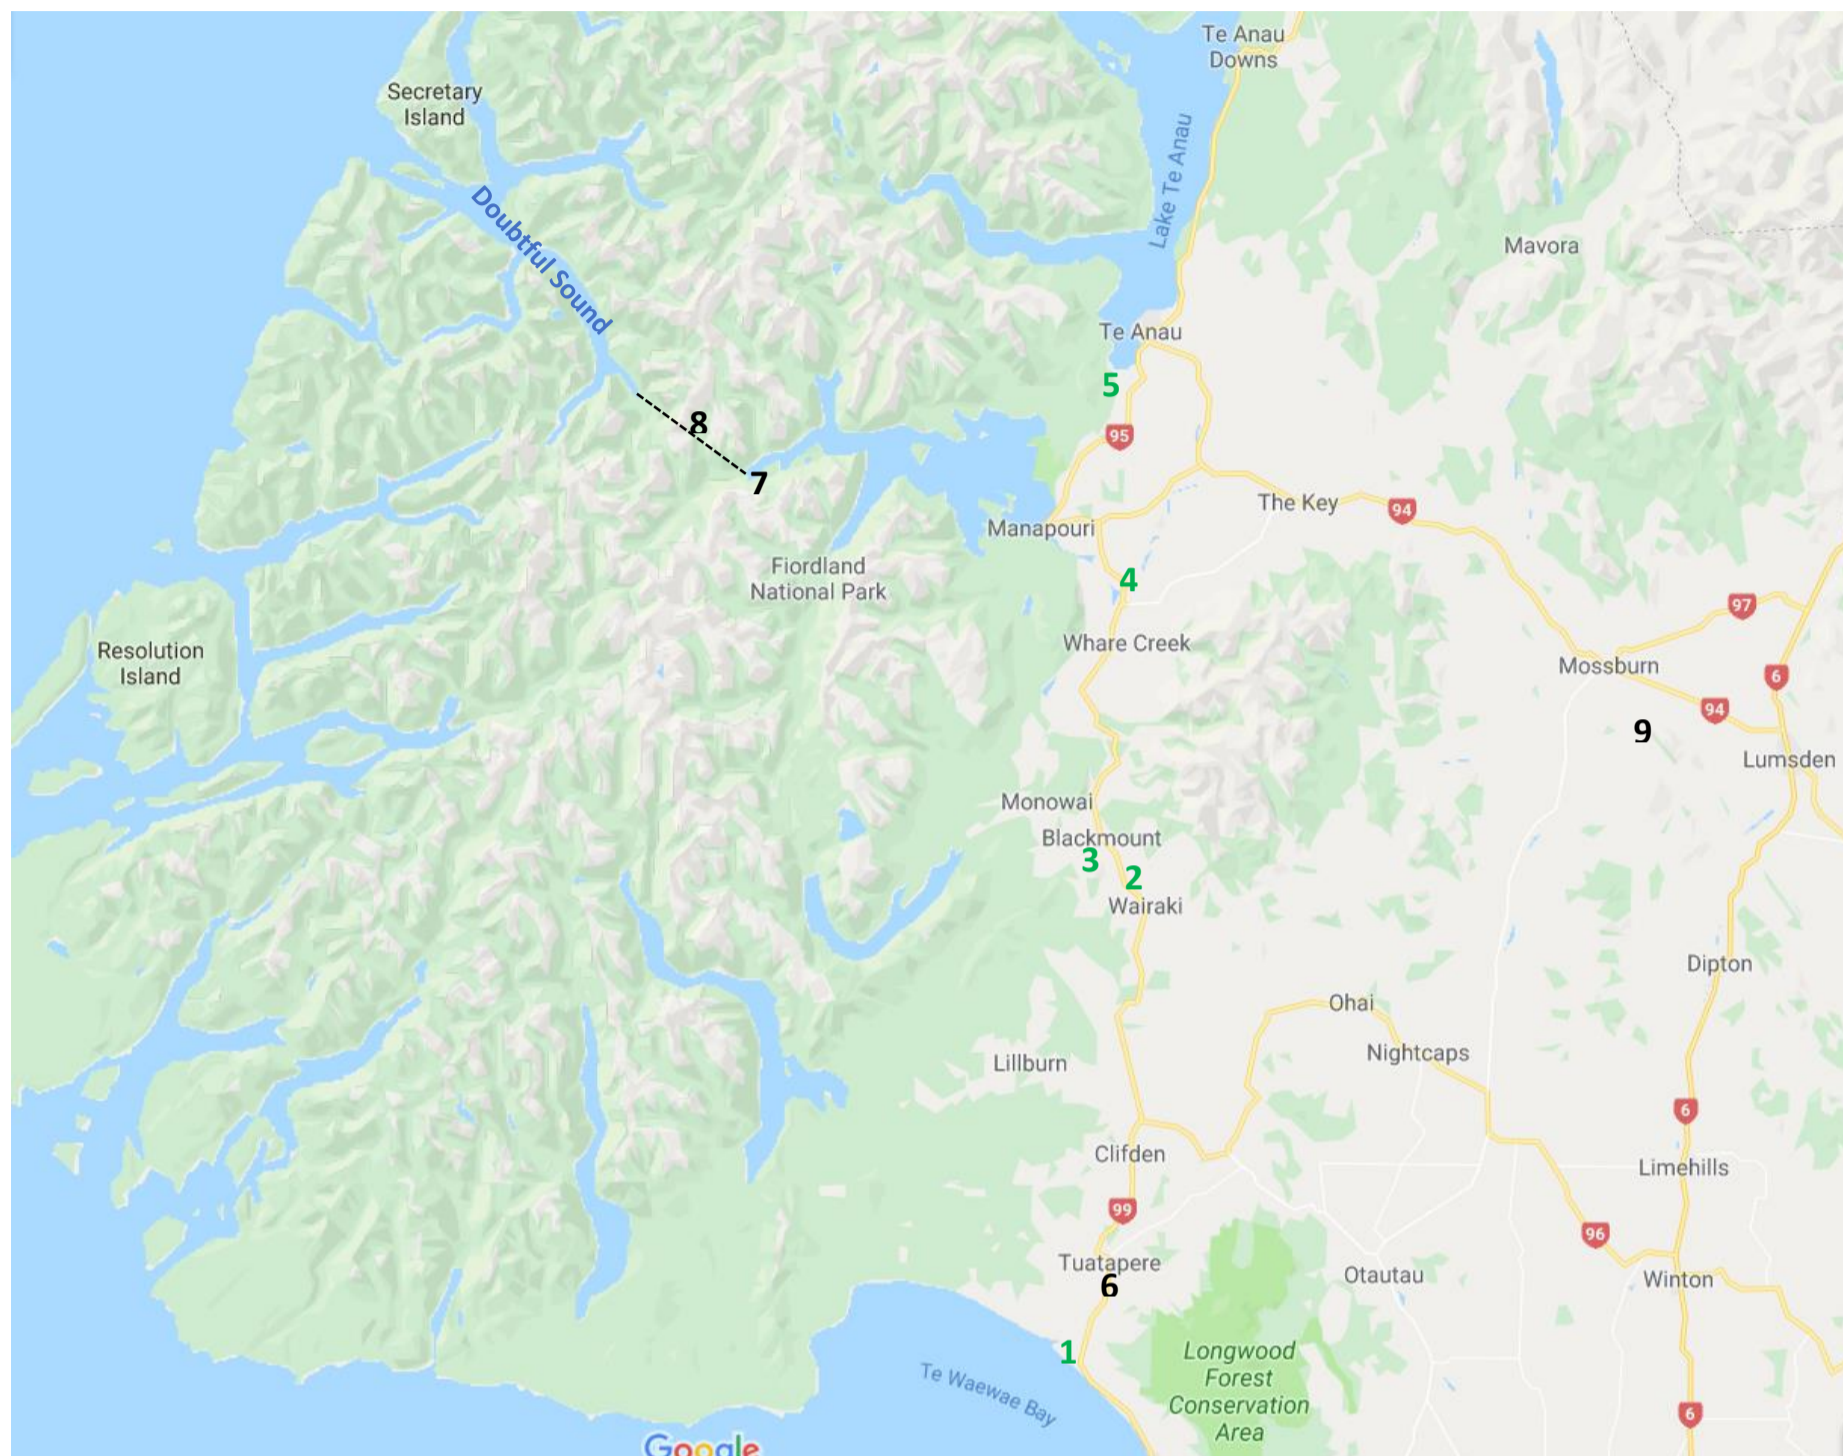 Te Anau
Downs
Secretary
Island
Lake Te Anau
Doubtful Sound
Mavora
Te Anau
5
8
95
7
The Key
94
Manapouri
Fiordland
National Park
4
97
Whare Creek
Resolution
Island
Mossburn
6
94
9
Lumsden
Monowai
Blackmount
3
2
Wairaki
Dipton
Ohai
Nightcaps
Lillburn
6
Clifden
Limehills
99
96
Tuatapere
6
Otautau
Winton
1
Longwood
Forest
Conservation
Area
Te Waewae Bay
6
Google